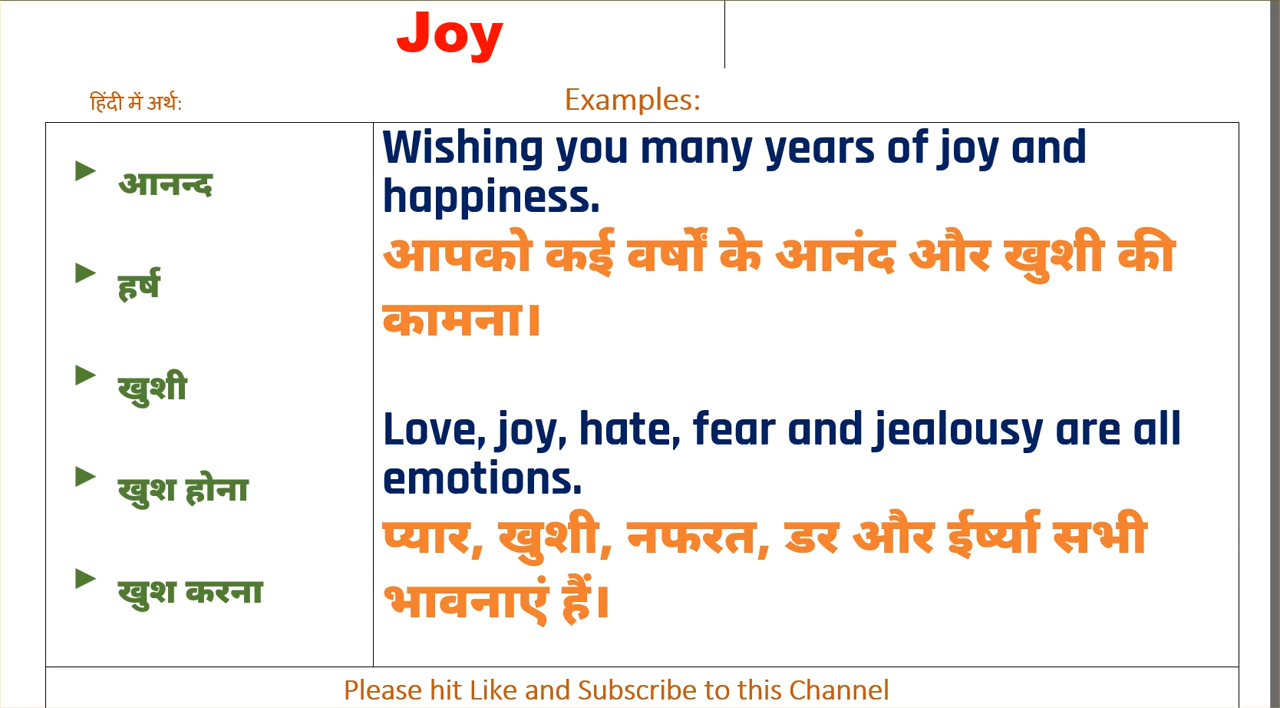 Joy
हिंदी में अर्थ:
Examples:
आनन्द
हर्ष
खुशी
खुश होना
खुश करना
Wishing you many years of joy and
happiness.
आपको कई वर्षों के आनंद और खुशी की
कामना।
Love, joy, hate, fear and jealousy are all
emotions.
प्यार, खुशी, नफरत, डर और ईर्ष्या सभी
भावनाएं हैं।
Please hit Like and Subscribe to this Channel